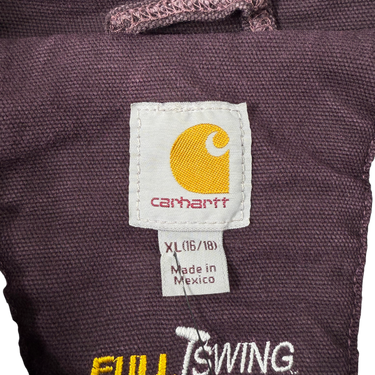 carhartt
XL(16/18)
Made in
Mexico
FULL SWING